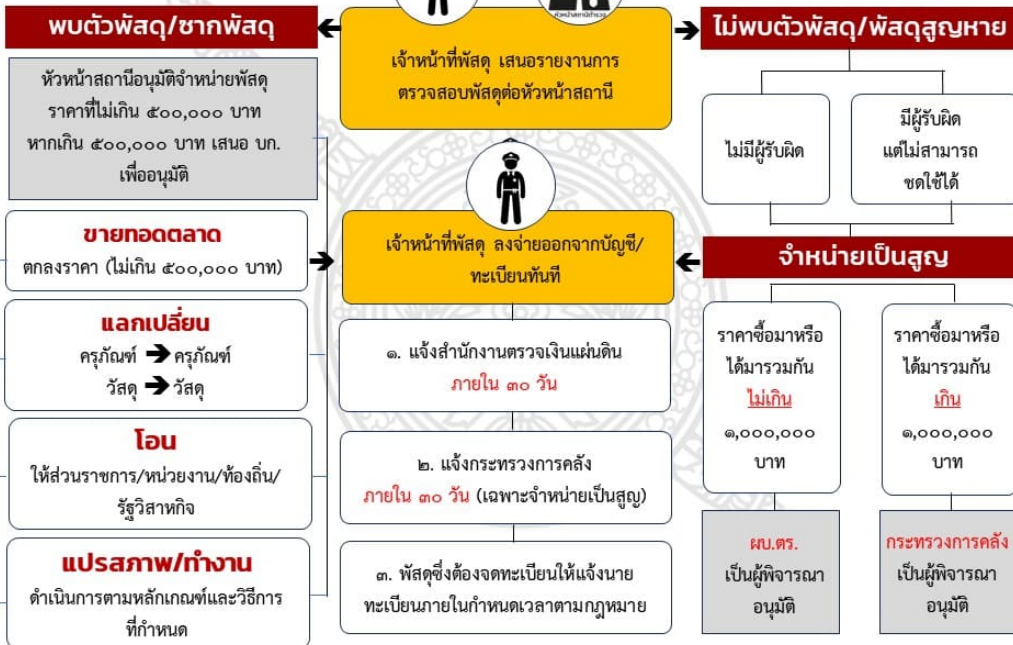 หัวหน้าสถานีตำรวจ
พบตัวพัสดุ/ซากพัสดุ
หัวหน้าสถานีอนุมัติจำหน่ายพัสดุ
ราคาที่ไม่เกิน ๕๐๐,๐๐๐ บาท
หากเกิน ๕๐๐,๐๐๐ บาท เสนอ บก.
เพื่ออนุมัติ
ขายทอดตลาด
ตกลงราคา (ไม่เกิน ๕๐๐,๐๐๐ บาท)
แลกเปลี่ยน
ครุภัณฑ์ ➔ ครุภัณฑ์
วัสดุ ➔ วัสดุ
โอน
ให้ส่วนราชการ/หน่วยงาน/ท้องถิ่น/
รัฐวิสาหกิจ
แปรสภาพ/ทำงาน
ดำเนินการตามหลักเกณฑ์และวิธีการ
ที่กำหนด
เจ้าหน้าที่พัสดุ เสนอรายงานการ
ตรวจสอบพัสดุต่อหัวหน้าสถานี
เจ้าหน้าที่พัสดุ ลงจ่ายออกจากบัญชี/
ทะเบียนทันที
๑. แจ้งสำนักงานตรวจเงินแผ่นดิน
ภายใน ๓๐ วัน
๒. แจ้งกระทรวงการคลัง
ภายใน ๓๐ วัน (เฉพาะจำหน่ายเป็นสูญ)
๓. พัสดุซึ่งต้องจดทะเบียนให้แจ้งนาย
ทะเบียนภายในกำหนดเวลาตามกฎหมาย
ไม่พบตัวพัสดุ/พัสดุสูญหาย
ไม่มีผู้รับผิด
มีผู้รับผิด
แต่ไม่สามารถ
ชดใช้ได้
จำหน่ายเป็นสูญ
ราคาซื้อมาหรือ
ได้มารวมกัน
ไม่เกิน
๑,๐๐๐,๐๐๐
บาท
ผบ.ตร.
เป็นผู้พิจารณา
อนุมัติ
ราคาซื้อมาหรือ
ได้มารวมกัน
เกิน
๑,๐๐๐,๐๐๐
บาท
กระทรวงการคลัง
เป็นผู้พิจารณา
อนุมัติ